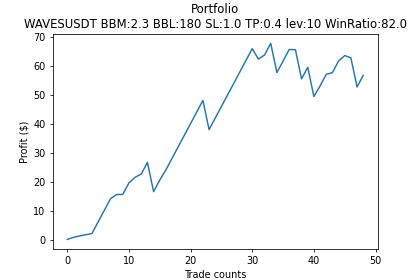 Portfolio
WAVESUSDT BBM:2.3 BBL:180 SL:1.0 TP:0.4 lev:10 WinRatio:82.0
70
60
50
40
30
20
10
0
Profit ($)
0 10 20 30 40 50
Trade counts